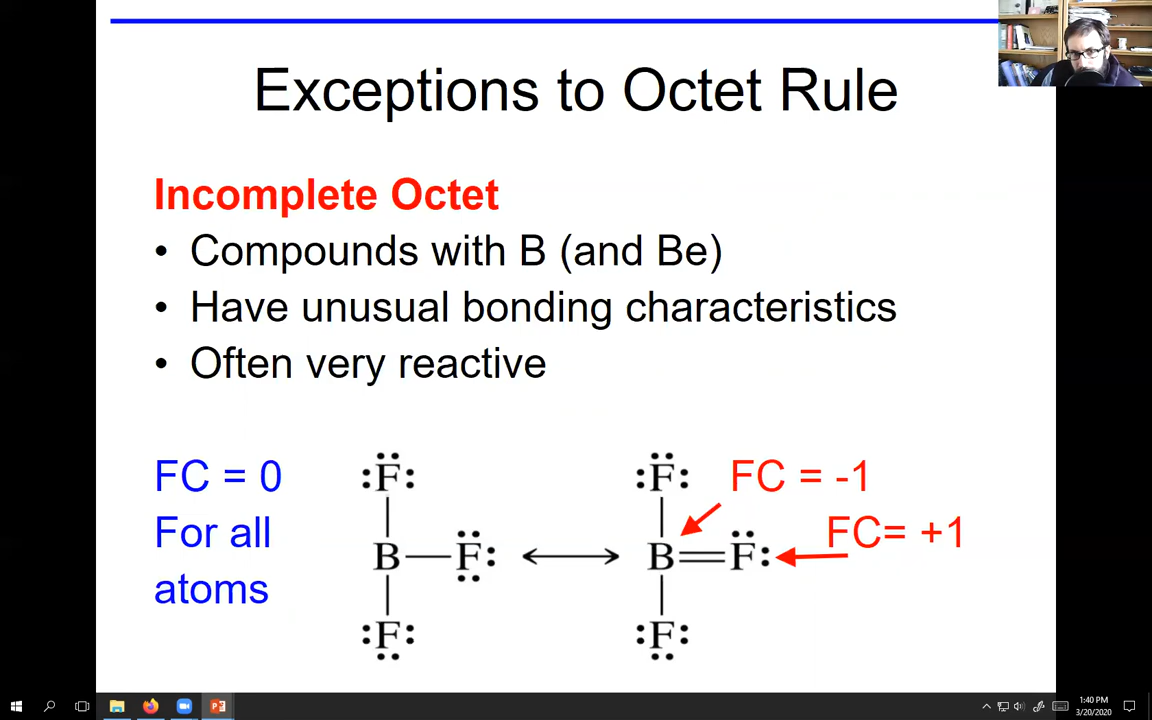 Exceptions to Octet Rule
Incomplete Octet
• Compounds with B (and Be)
• Have unusual bonding characteristics
• Often very reactive
FC = 0
For all
atoms
F
B F
F
F
B F
F
FC = -1
FC= +1
1:40 PM
3/20/2020